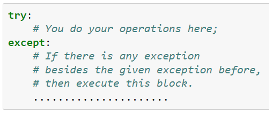 try:
    # You do your operations here;
except:
    # If there is any exception
    # besides the given exception before,
    # then execute this block.
    ......................